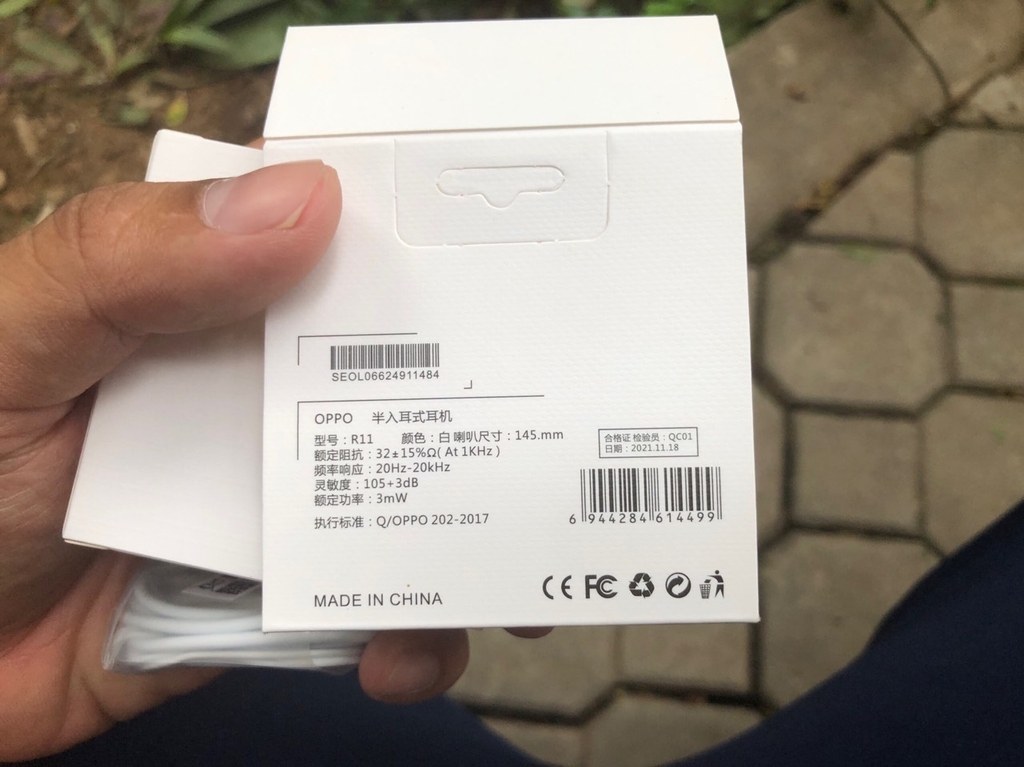 SEOL06624911484
OPPO 半入耳式耳机
型号：R11 颜色：白 喇叭尺寸：145.mm
额定阻抗：32±15%Ω( At 1KHz )
频率响应：20Hz-20kHz
灵敏度：105+3dB
额定功率：3mW
执行标准：Q/OPPO 202-2017
合格证 检验员：QC01
日期：2021.11.18
6 944284 614499
MADE IN CHINA
CE FC